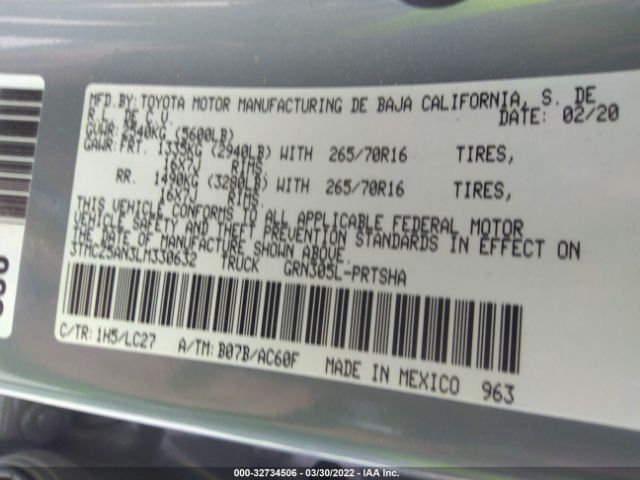 MFD.BY:TOYOTA MOTOR MANUFACTURING DE BAJA CALIFORNIA, S. DE
R.L. DE C.V. DATE: 02/20
GVWR: 2540KG (5600LB)
GAWR:FRT. 1335KG (2940LB) WITH 265/70R16 TIRES,
16X7J RIMS
RR. 1490KG (3280LB) WITH 265/70R16 TIRES,
16X7J RIMS
THIS VEHICLE CONFORMS TO ALL APPLICABLE FEDERAL MOTOR
VEHICLE SAFETY AND THEFT PREVENTION STANDARDS IN EFFECT ON
THE DATE OF MANUFACTURE SHOWN ABOVE.
3TMCZ5AN3LM330632 TRUCK GRN305L-PRTSHA
C/TR: 1H5/LC27 A/TM: B07B/AC60F MADE IN MEXICO 963
000-32734506 — 03/30/2022 — IAA Inc.